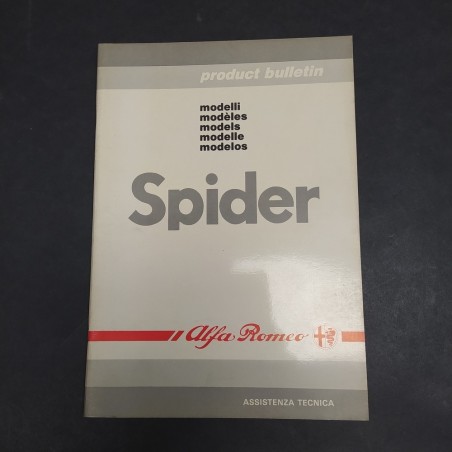 product bulletin
modelli
modèles
models
modelle
modelos
Spider
Alfa Romeo
ASSISTENZA TECNICA